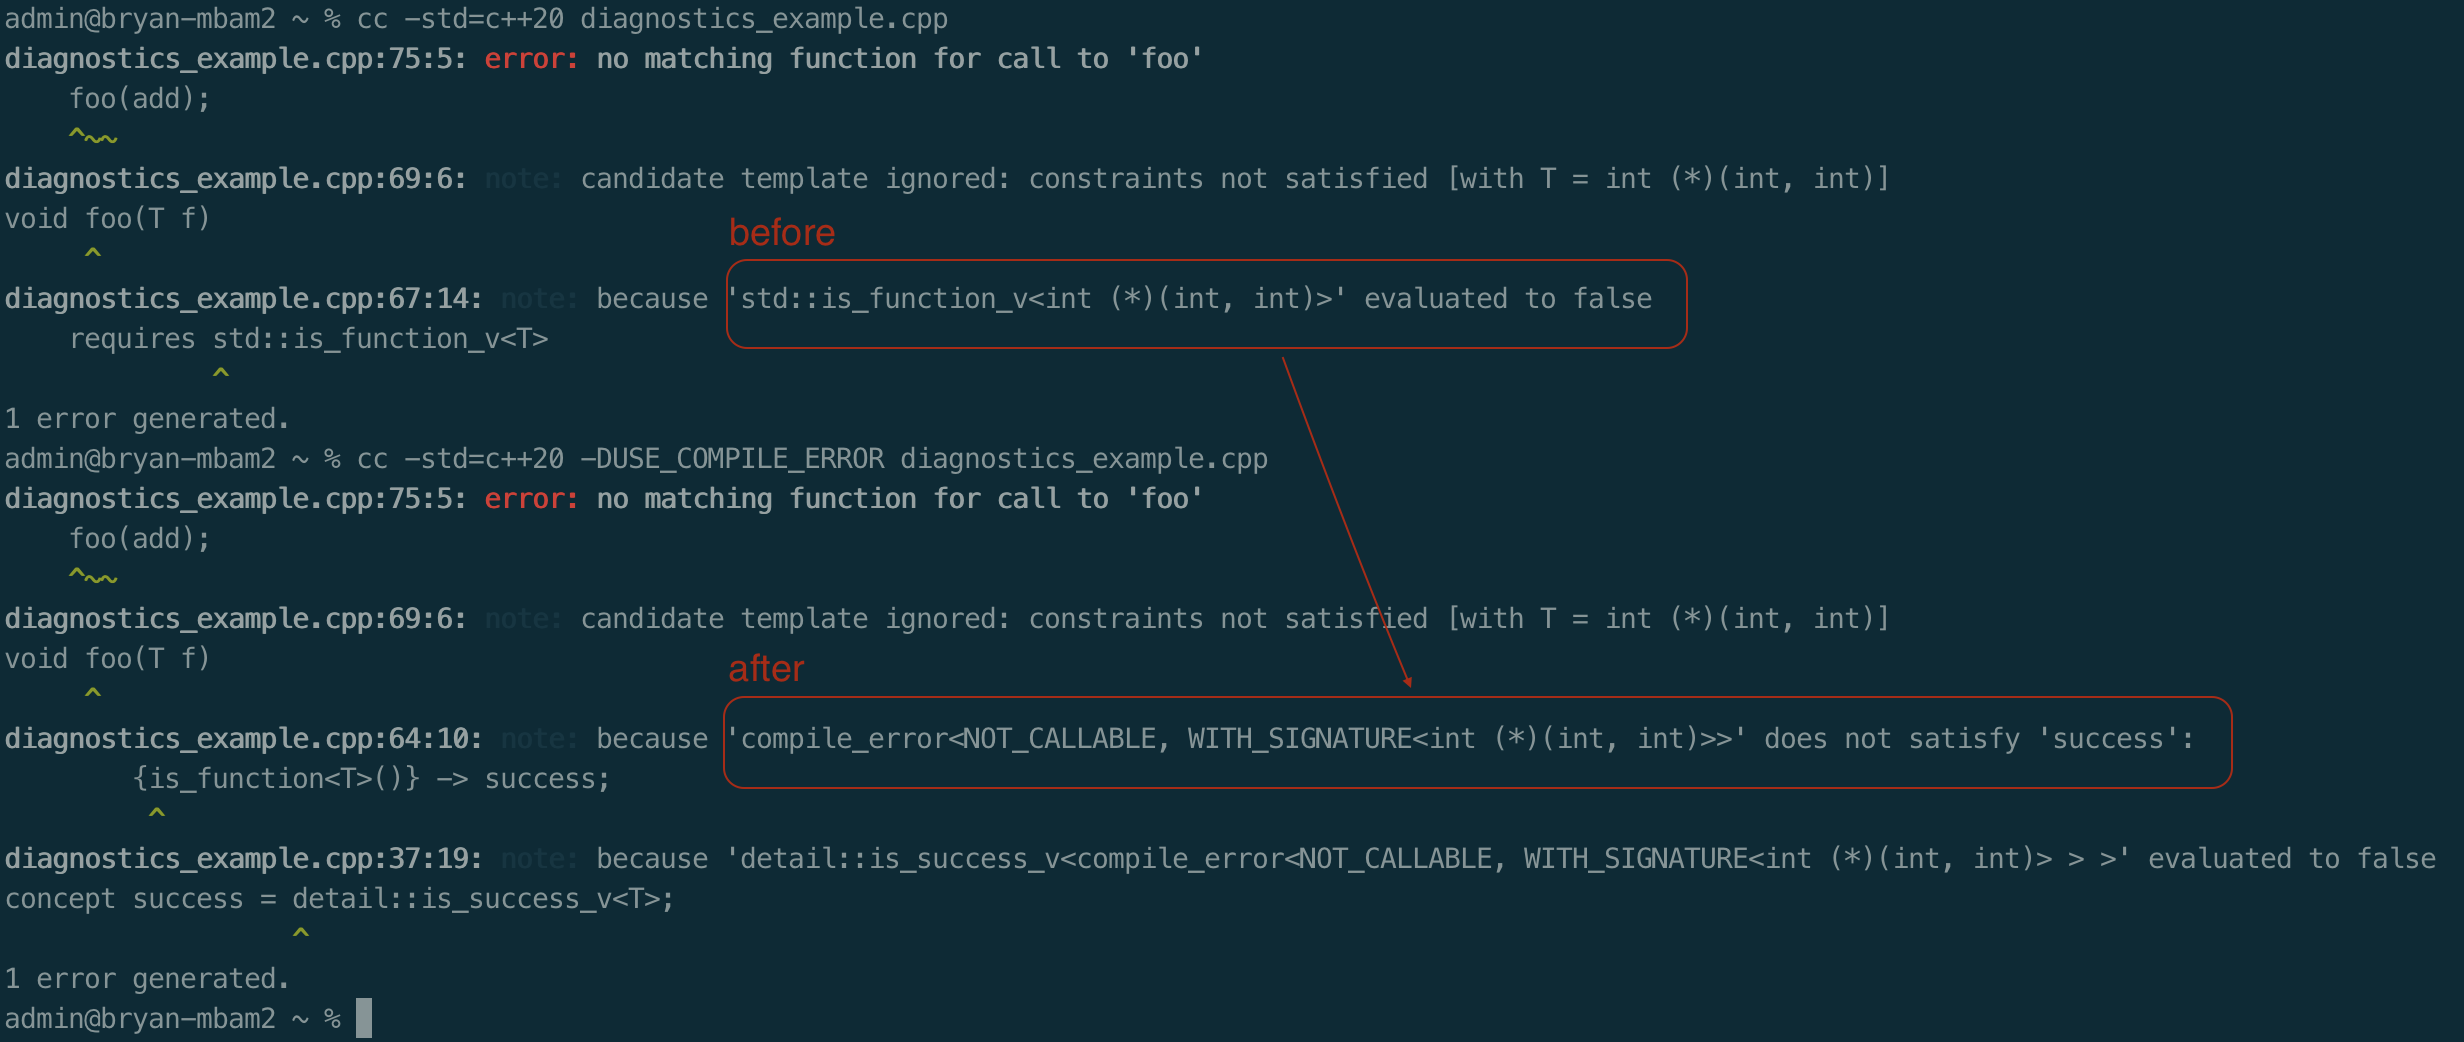 admin@bryan-mbam2 ~ % cc -std=c++20 diagnostics_example.cpp
diagnostics_example.cpp:75:5: error: no matching function for call to 'foo'
    foo(add);
    ^~~
diagnostics_example.cpp:69:6: note: candidate template ignored: constraints not satisfied [with T = int (*)(int, int)]
void foo(T f)
before
     ^
diagnostics_example.cpp:67:14: note: because 'std::is_function_v<int (*)(int, int)>' evaluated to false
    requires std::is_function_v<T>
             ^
1 error generated.
admin@bryan-mbam2 ~ % cc -std=c++20 -DUSE_COMPILE_ERROR diagnostics_example.cpp
diagnostics_example.cpp:75:5: error: no matching function for call to 'foo'
    foo(add);
    ^~~
diagnostics_example.cpp:69:6: note: candidate template ignored: constraints not satisfied [with T = int (*)(int, int)]
void foo(T f)
after
     ^
diagnostics_example.cpp:64:10: note: because 'compile_error<NOT_CALLABLE, WITH_SIGNATURE<int (*)(int, int)>>' does not satisfy 'success':
        {is_function<T>()} -> success;
         ^
diagnostics_example.cpp:37:19: note: because 'detail::is_success_v<compile_error<NOT_CALLABLE, WITH_SIGNATURE<int (*)(int, int)> > >' evaluated to false
concept success = detail::is_success_v<T>;
                  ^
1 error generated.
admin@bryan-mbam2 ~ %